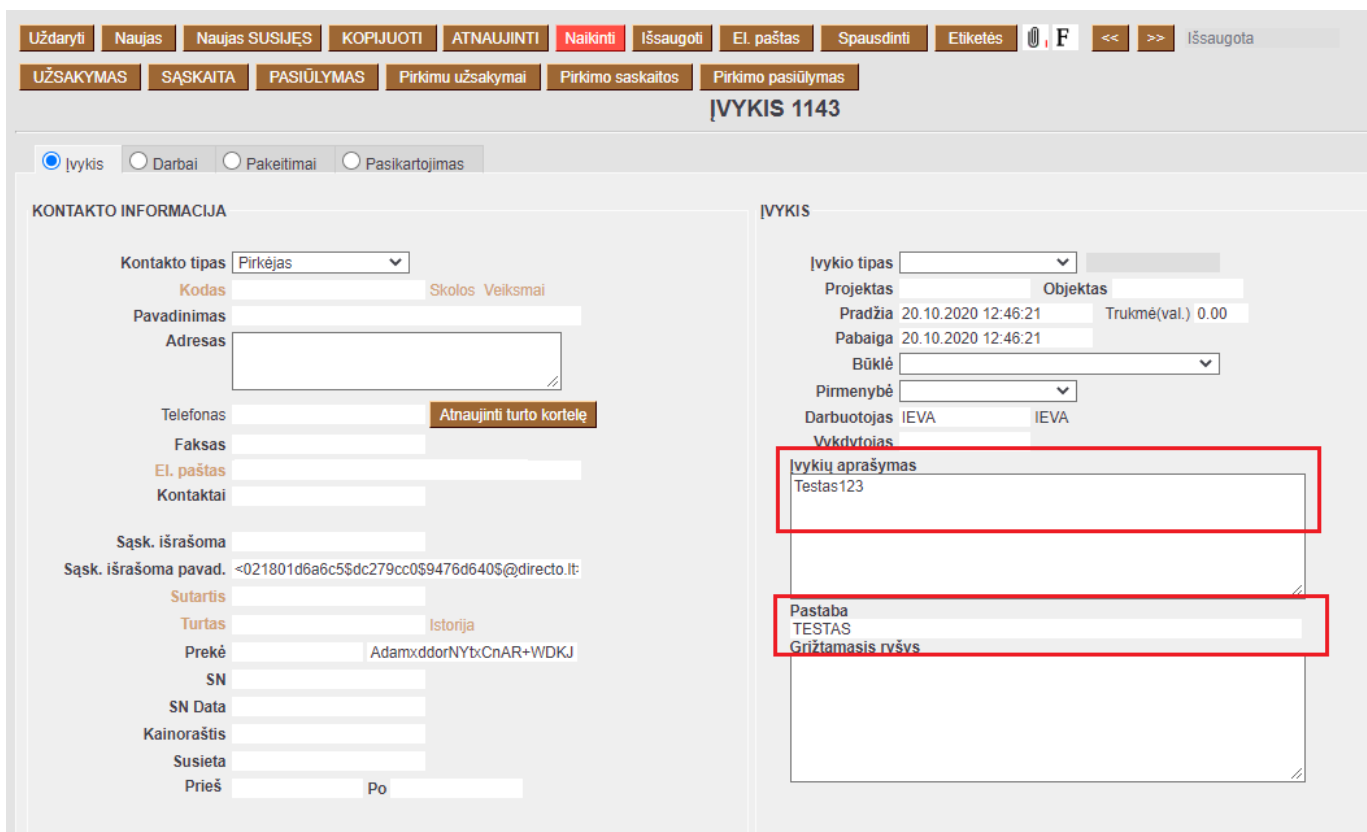 Uždaryti Naujas Naujas SUSIJĘS KOPIJUOTI ATNAUJINTI Naikinti Išsaugoti El. paštas Spausdinti Etiketės F << >> Išsaugota
UŽSAKYMAS SĄSKAITA PASIŪLYMAS Pirkimu užsakymai Pirkimo saskaitos Pirkimo pasiūlymas
ĮVYKIS 1143
Įvykis Darbai Pakeitimai Pasikartojimas
KONTAKTO INFORMACIJA
Kontakto tipas Pirkėjas
Kodas Skolos Veiksmai
Pavadinimas
Adresas
Telefonas Atnaujinti turto kortelę
Faksas
El. paštas
Kontaktai
Sąsk. išrašoma
Sąsk. išrašoma pavad. <021801d6a6c5$dc279cc0$9476d640$@directo.lt>
Sutartis
Turtas Istorija
Prekė AdamxddorNYtxCnAR+WDKJ
SN
SN Data
Kainoraštis
Susieta
Prieš Po
ĮVYKIS
Įvykio tipas
Projektas Objektas
Pradžia 20.10.2020 12:46:21 Trukmė(val.) 0.00
Pabaiga 20.10.2020 12:46:21
Būklė
Pirmenybė
Darbuotojas IEVA IEVA
Vykdytojas
Įvykių aprašymas
Testas123
Pastaba
TESTAS
Grižtamasis ryšys